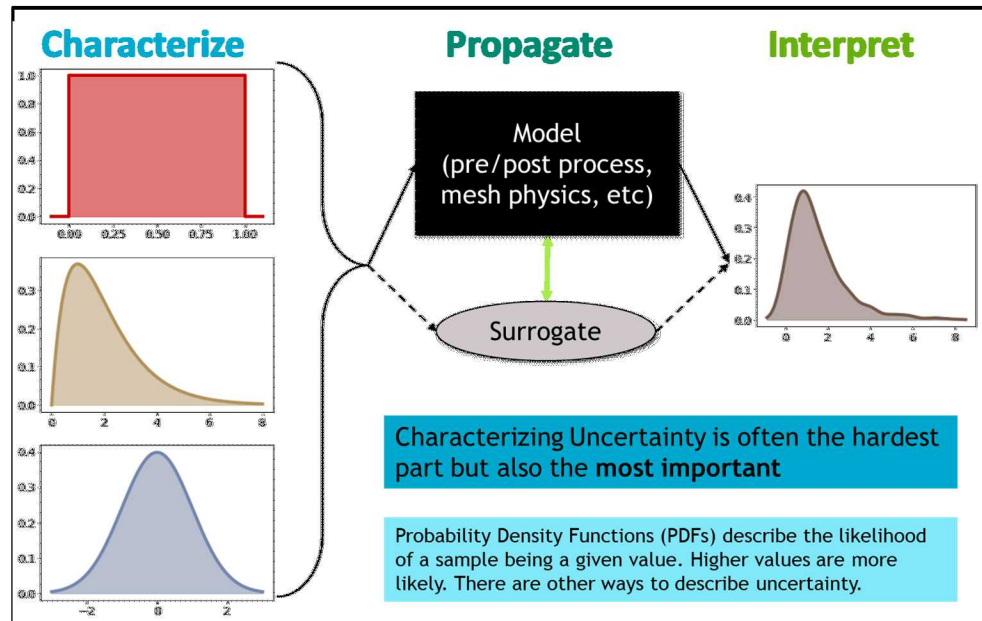 Characterize
Propagate
Interpret
1.0
0.8
0.6
0.4
0.2
0.0
0.00 0.25 0.50 0.75 1.00
0.3
0.2
0.1
0.0
0 2 4 6 8
0.4
0.3
0.2
0.1
0.0
−2 0 2
Model
(pre/post process,
mesh physics, etc)
Surrogate
0.4
0.3
0.2
0.1
0.0
0 2 4 6 8
Characterizing Uncertainty is often the hardest
part but also the most important
Probability Density Functions (PDFs) describe the likelihood
of a sample being a given value. Higher values are more
likely. There are other ways to describe uncertainty.